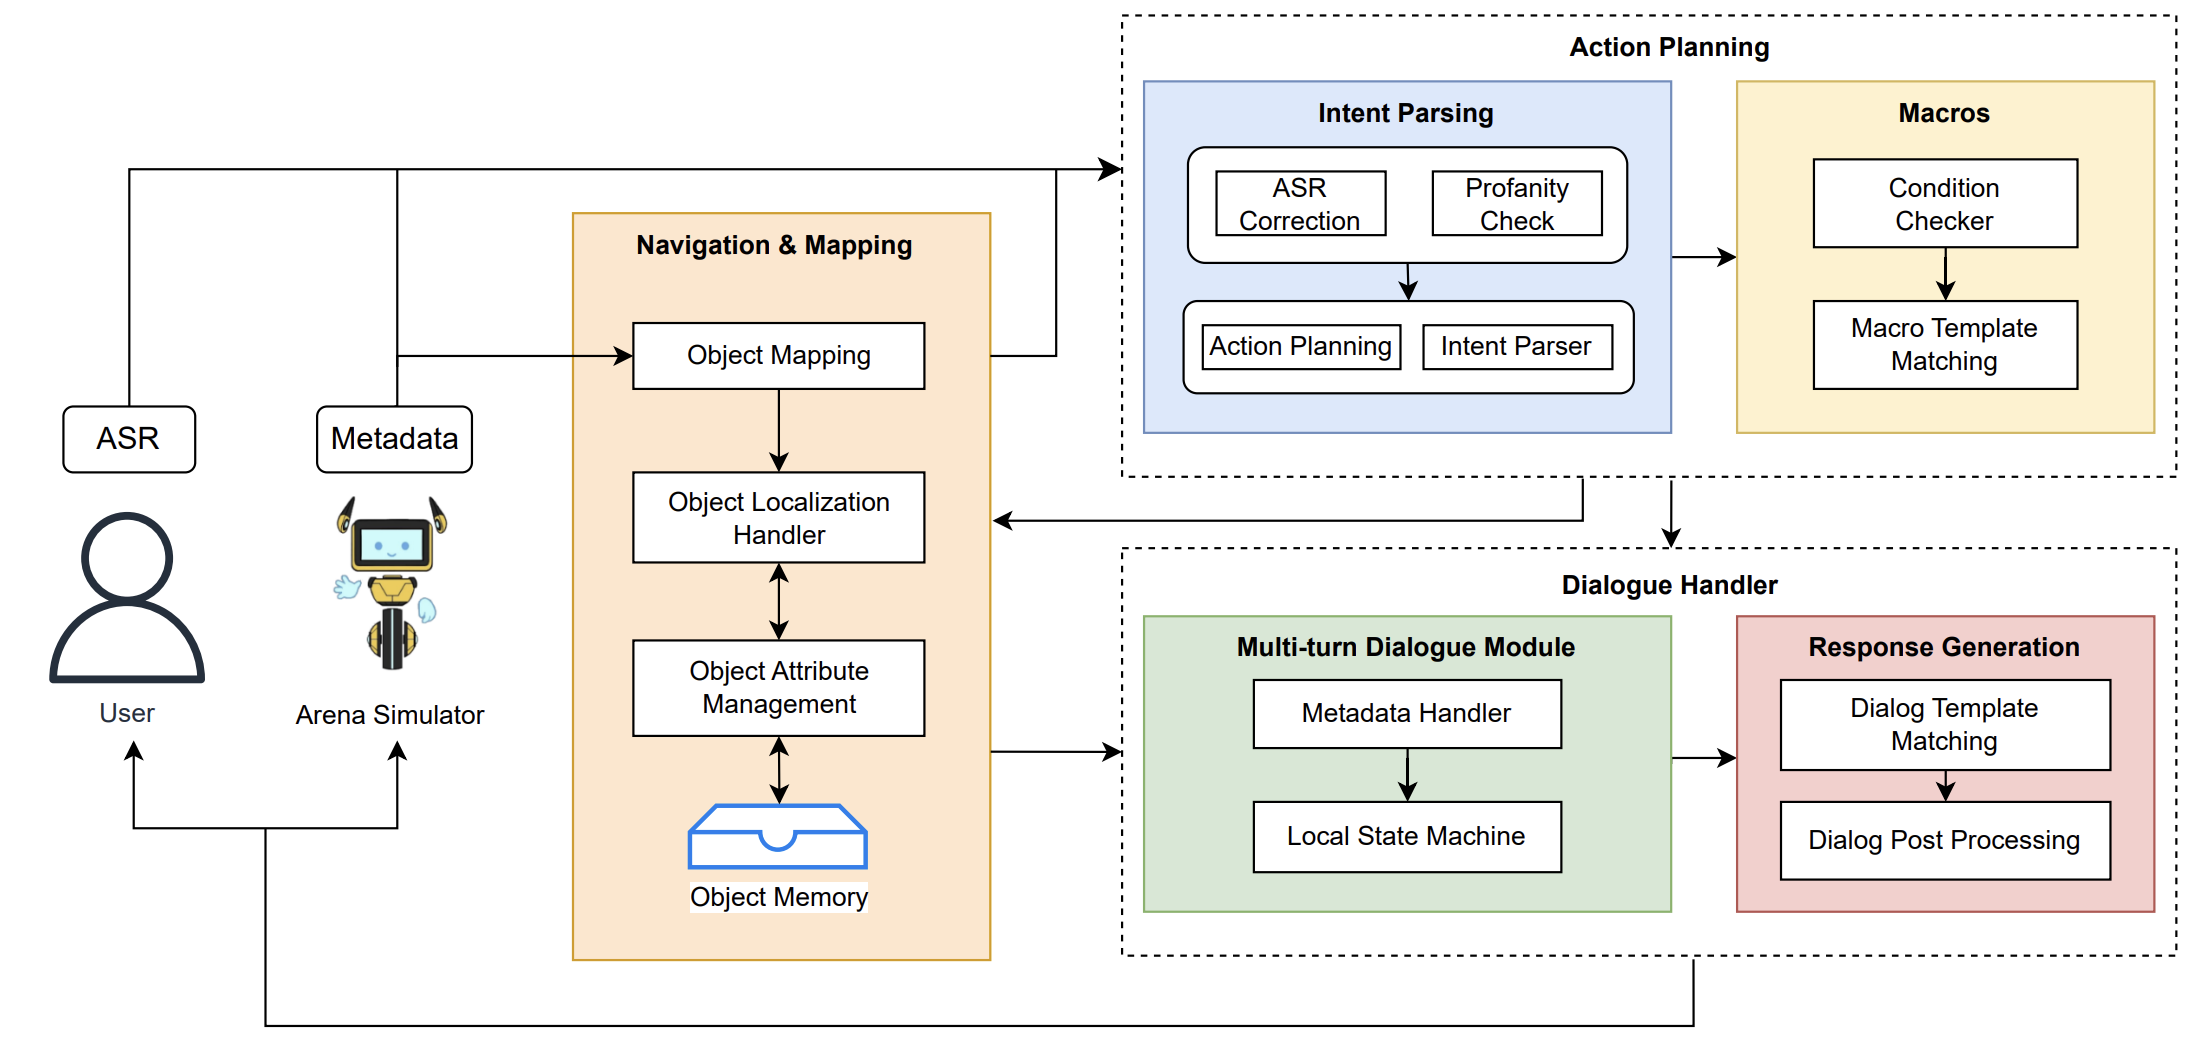 Action Planning
Intent Parsing
ASR
Correction
Profanity
Check
Action Planning
Intent Parser
Macros
Condition
Checker
Macro Template
Matching
Navigation & Mapping
Object Mapping
Object Localization
Handler
Object Attribute
Management
Object Memory
ASR
User
Metadata
Arena Simulator
Dialogue Handler
Multi-turn Dialogue Module
Metadata Handler
Local State Machine
Response Generation
Dialog Template
Matching
Dialog Post Processing